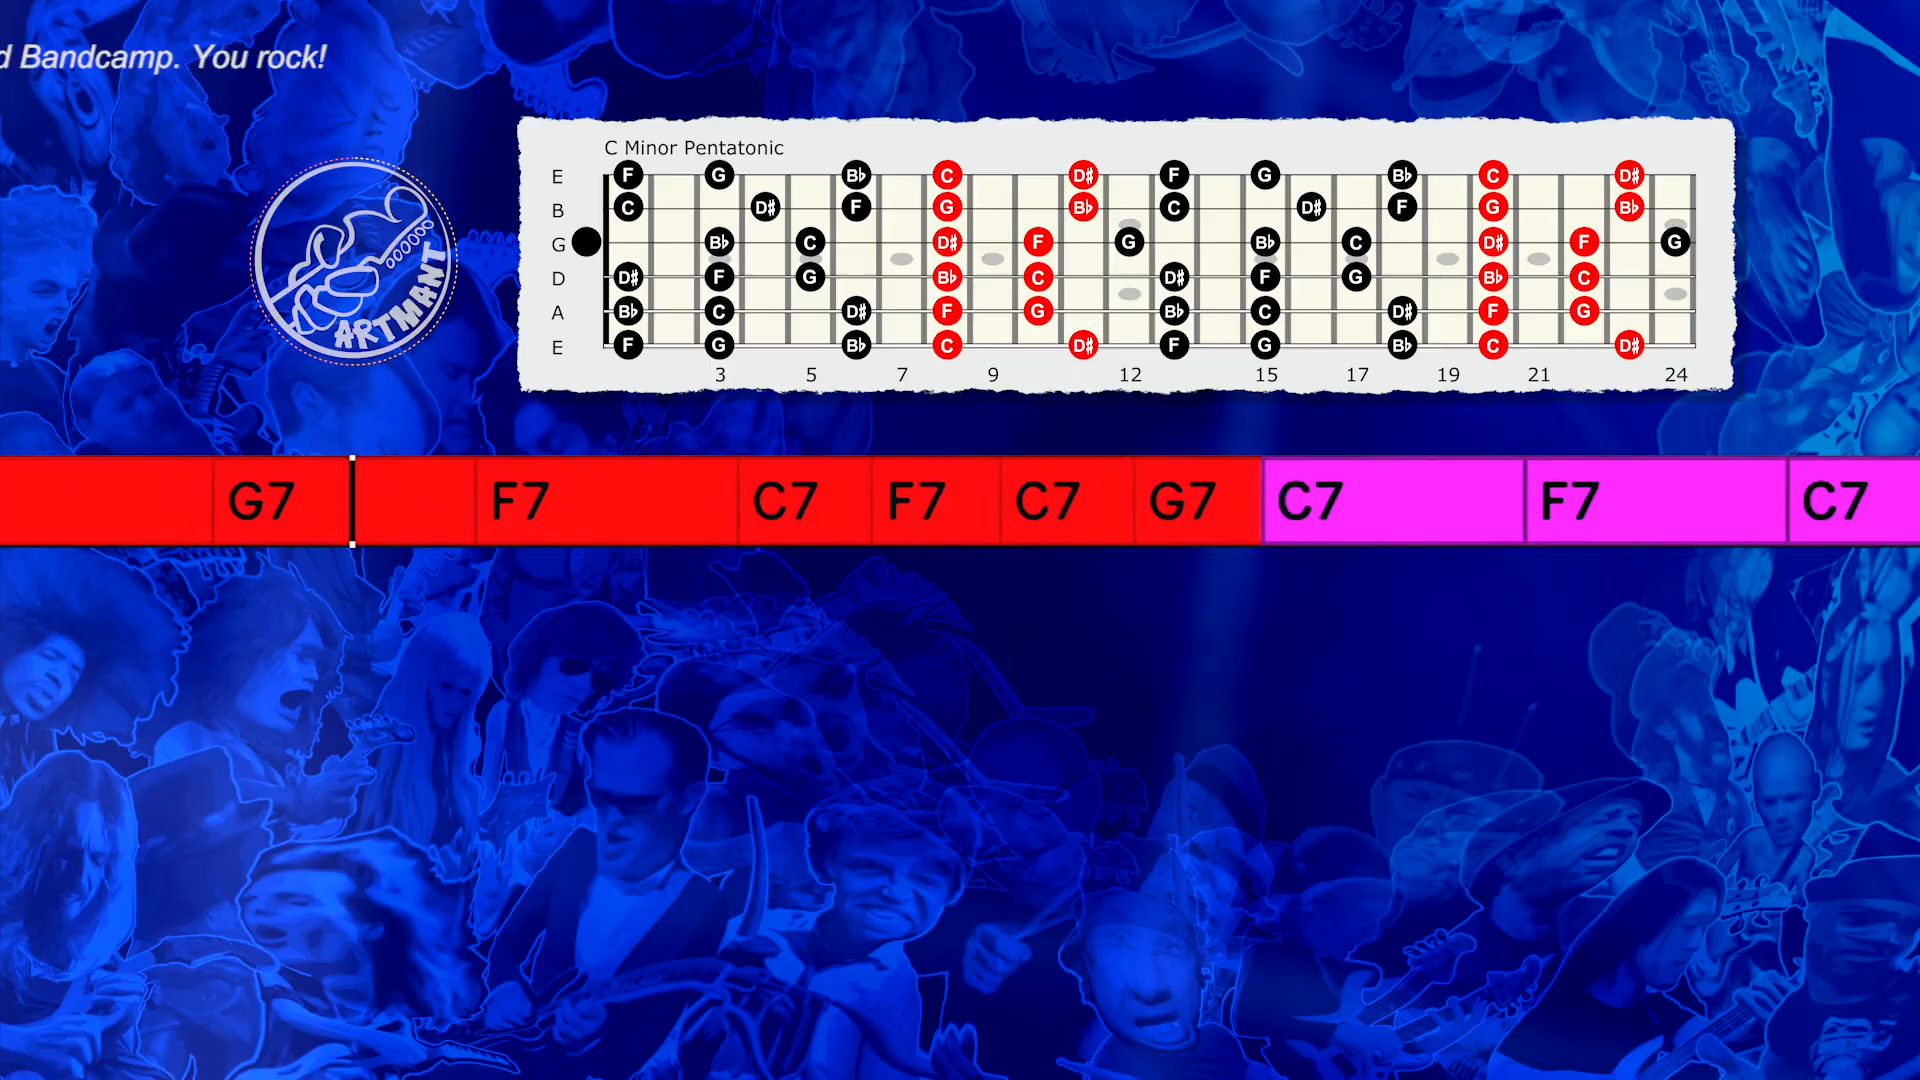 d Bandcamp. You rock!
ARTMANT
C Minor Pentatonic
E F G B♭ C D♯ F G B♭ C D♯
B C D♯ F G B♭ C D♯ F G B♭
G B♭ C D♯ F G B♭ C D♯ F G
D D♯ F G B♭ C D♯ F G B♭ C
A B♭ C D♯ F G B♭ C D♯ F G
E F G B♭ C D♯ F G B♭ C D♯
3 5 7 9 12 15 17 19 21 24
G7 F7 C7 F7 C7 G7 C7 F7 C7